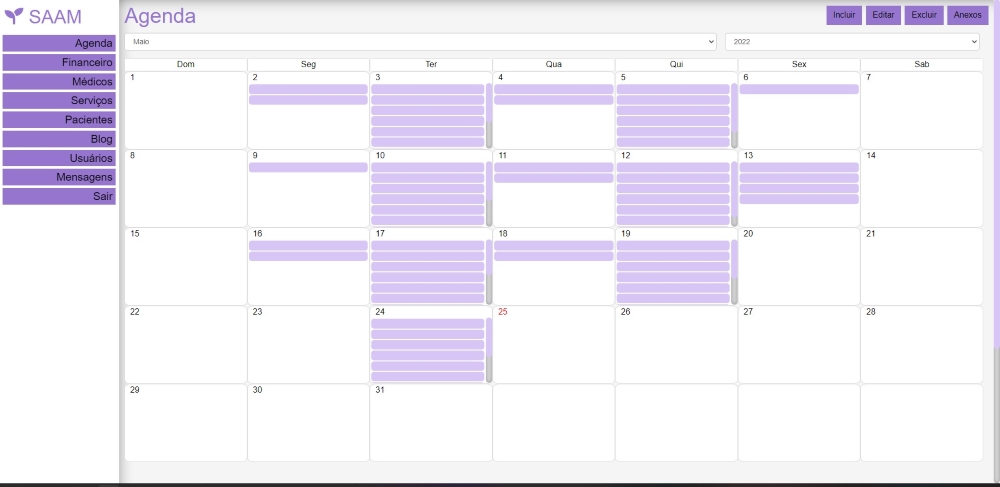 SAAM
Agenda
Financeiro
Médicos
Serviços
Pacientes
Blog
Usuários
Mensagens
Sair
Agenda
Incluir Editar Excluir Anexos
Maio 2022
Dom Seg Ter Qua Qui Sex Sab
1 2 3 4 5 6 7
8 9 10 11 12 13 14
15 16 17 18 19 20 21
22 23 24 25 26 27 28
29 30 31